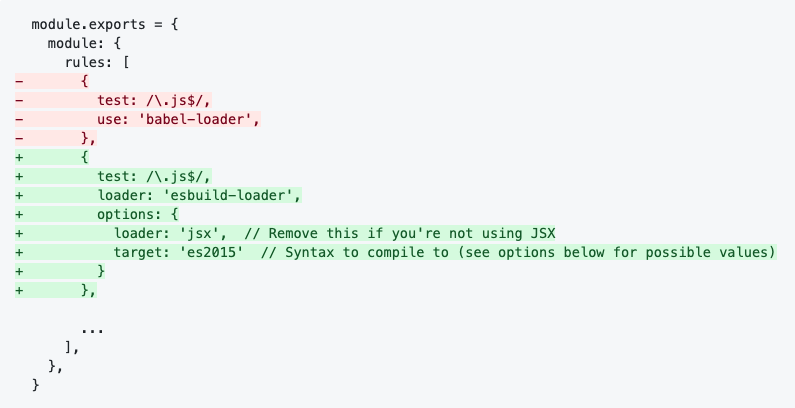 module.exports = {
    module: {
      rules: [
-       {
-         test: /\.js$/,
-         use: 'babel-loader',
-       },
+       {
+         test: /\.js$/,
+         loader: 'esbuild-loader',
+         options: {
+           loader: 'jsx',  // Remove this if you're not using JSX
+           target: 'es2015'  // Syntax to compile to (see options below for possible values)
+         }
+       },

        ...
      ],
    },
  }